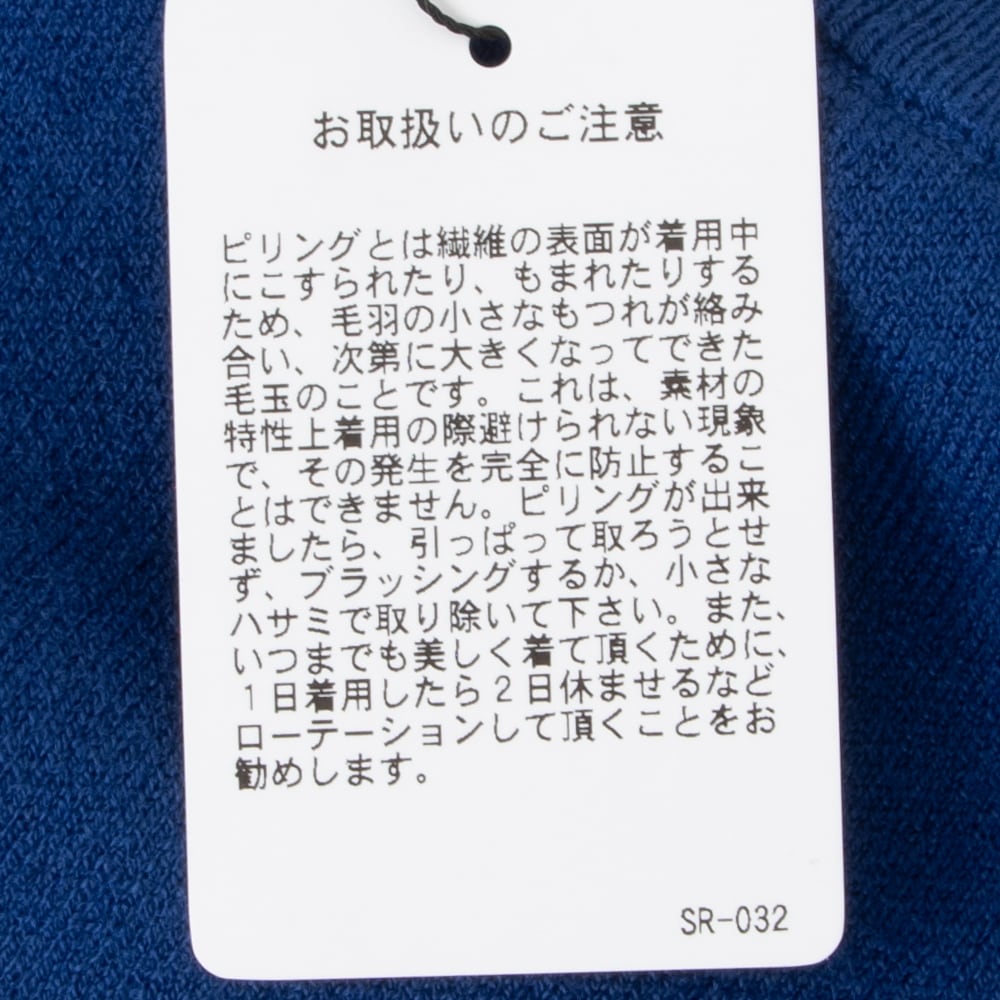 お取扱いのご注意
ピリングとは繊維の表面が着用中
にこすられたり、もまれたりする
ため、毛羽の小さなもつれが絡み
合い、次第に大きくなってできた
毛玉のことです。これは、素材の
特性上着用の際避けられない現象
で、その発生を完全に防止するこ
とはできません。ピリングが出来
ましたら、引っぱって取ろうとせ
ず、ブラッシングするか、小さな
ハサミで取り除いて下さい。また、
いつまでも美しく着て頂くために、
1日着用したら2日休ませるなど
ローテーションして頂くことをお
勧めします。
SR-032